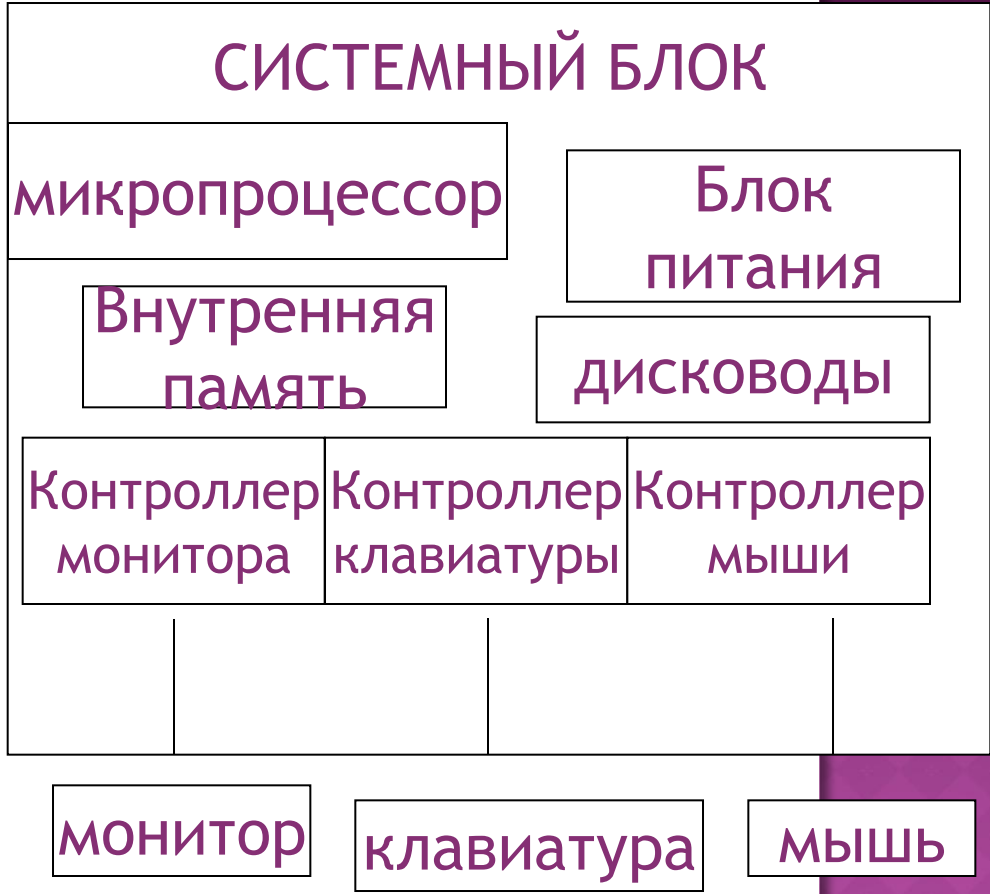 СИСТЕМНЫЙ БЛОК
микропроцессор
Блок
питания
Внутренняя
память
дисководы
Контроллер
монитора
Контроллер
клавиатуры
Контроллер
мыши
монитор
клавиатура
мышь